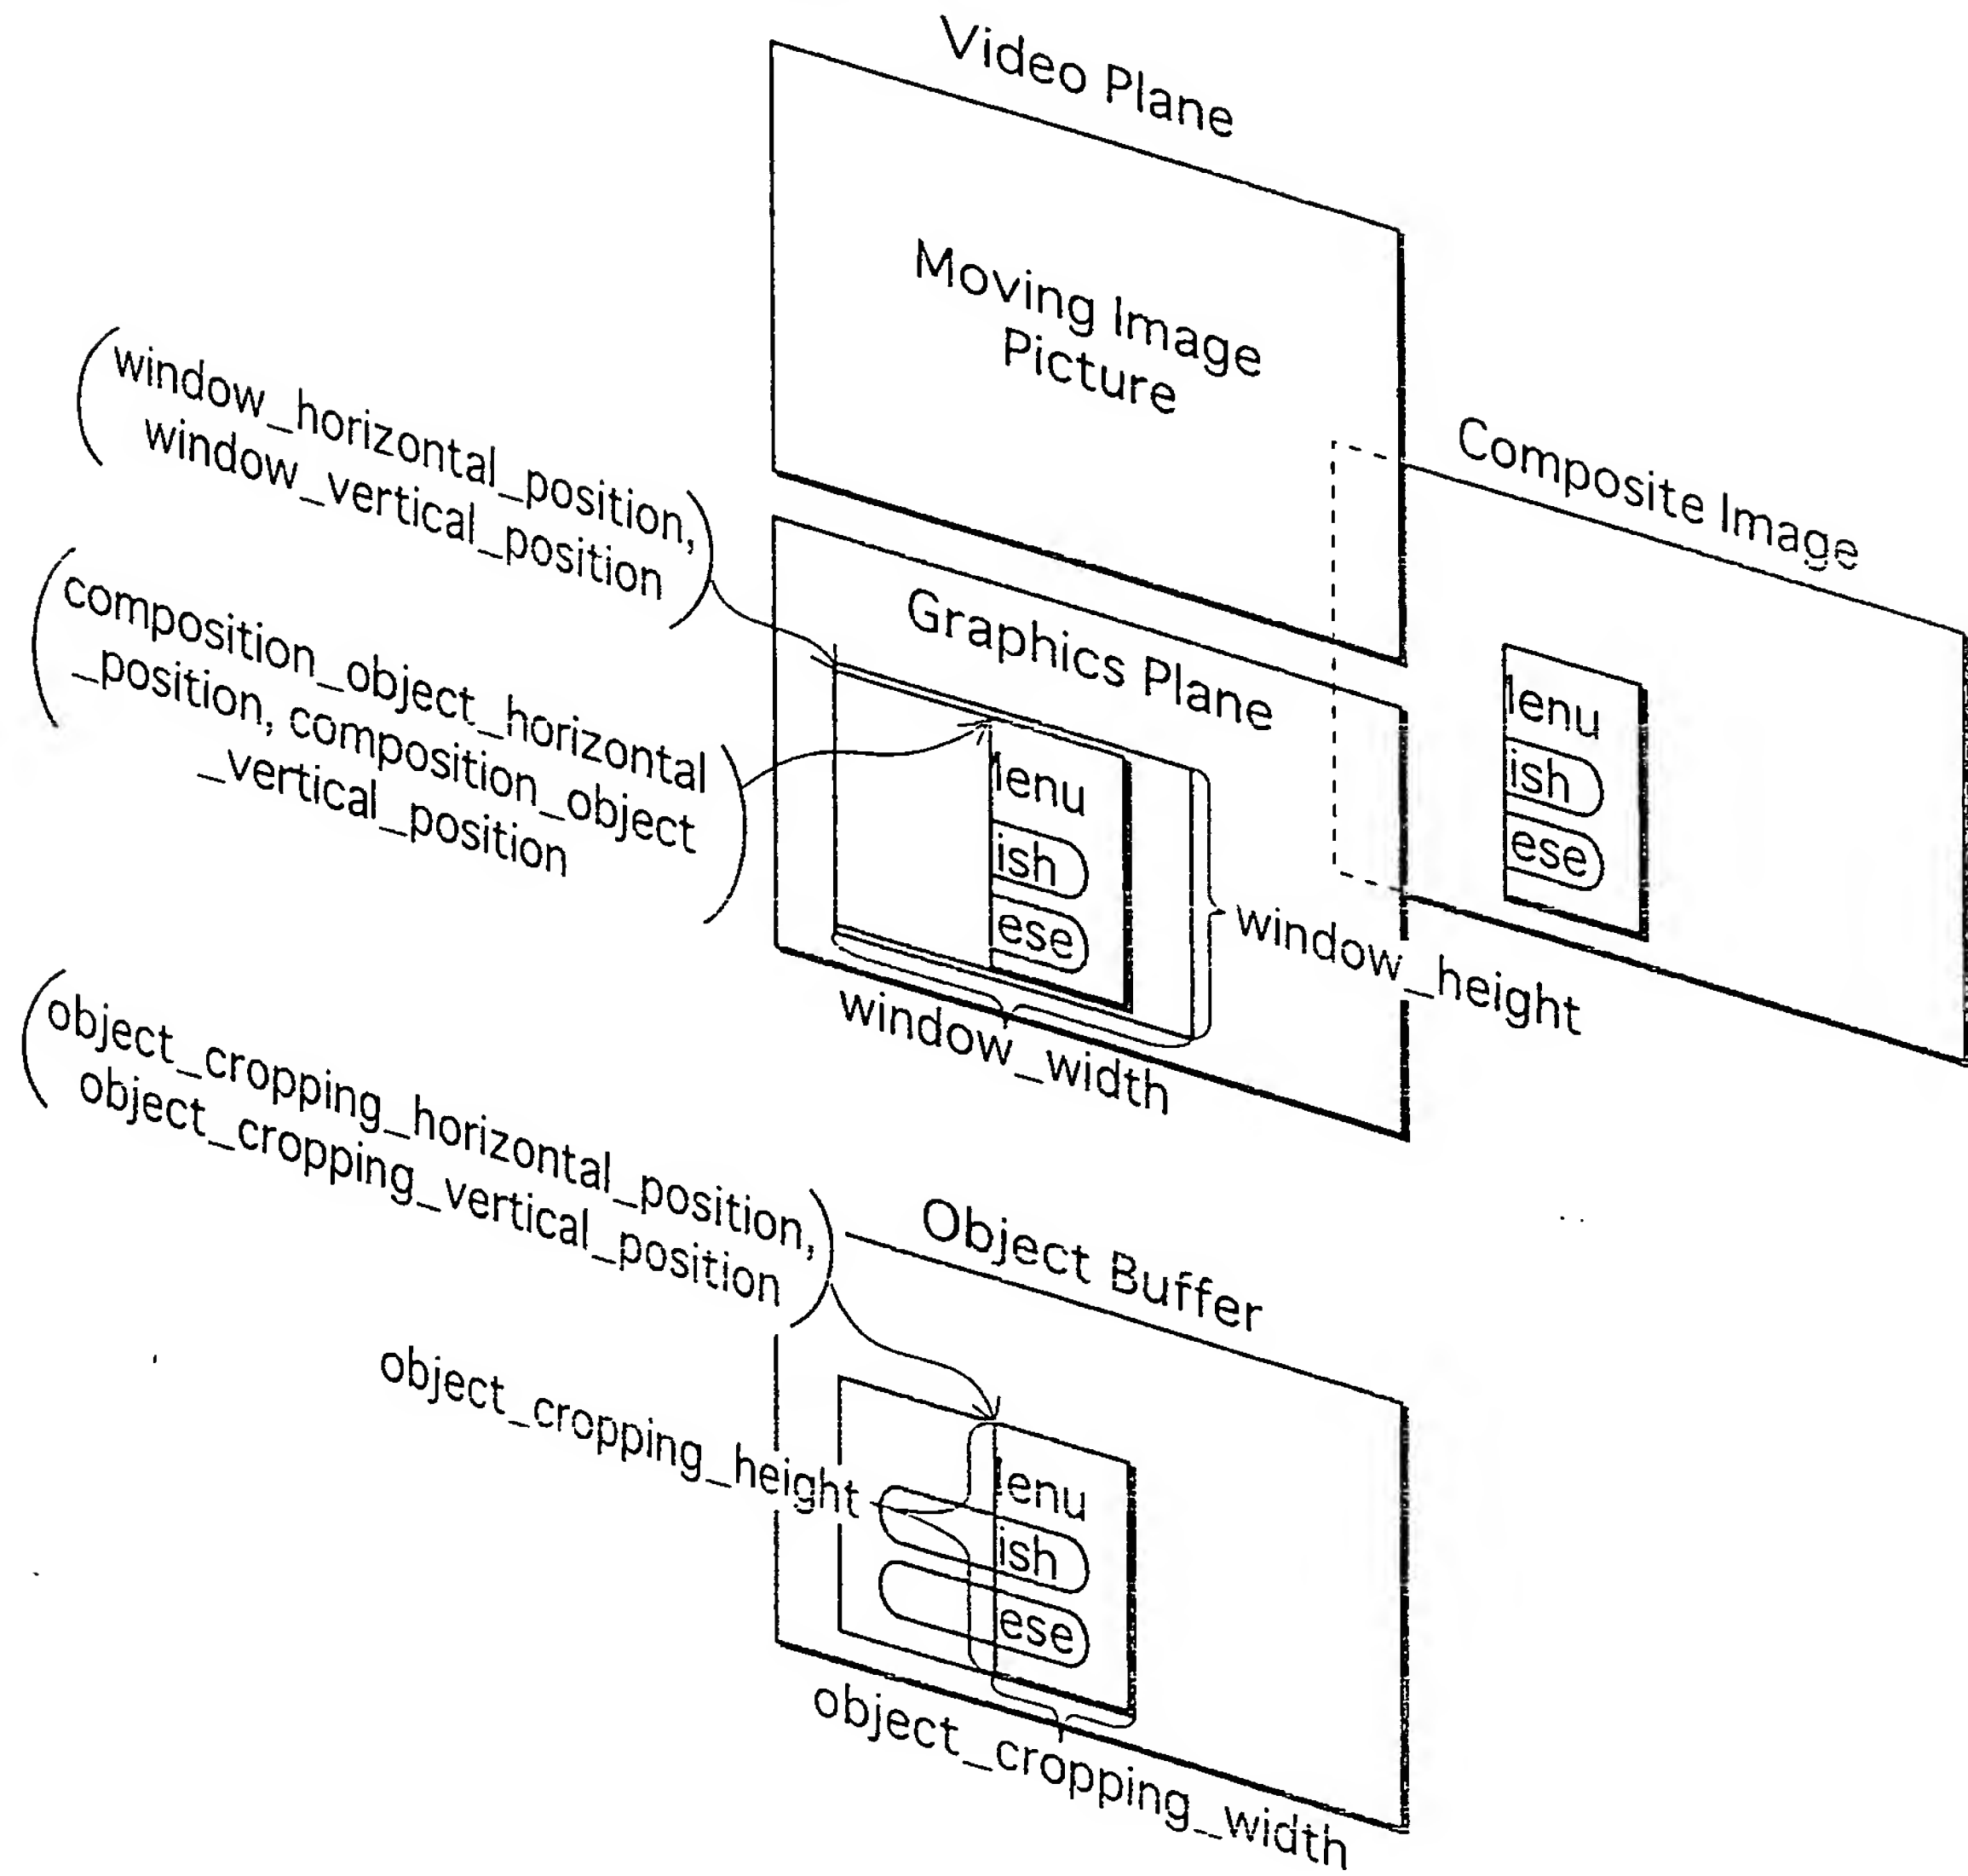 Video Plane
Moving Image
Picture
(window_horizontal_position,
window_vertical_position)
Composite Image
(composition_object_horizontal
_position, composition_object
_vertical_position)
Graphics Plane
lenu
ish
ese
lenu
ish
ese
window_height
window_width
(object_cropping_horizontal_position,
object_cropping_vertical_position)
Object Buffer
object_cropping_height
lenu
ish
ese
object_cropping_width